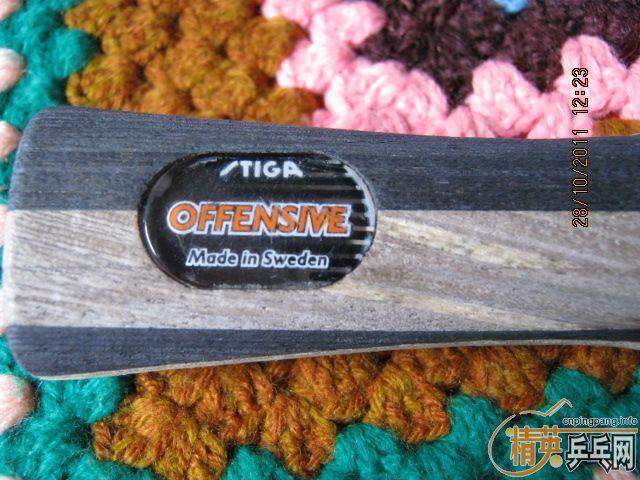 STIGA
OFFENSIVE
Made in Sweden
28/10/2011 12:23
cnpingpang.info
精英乒乓网